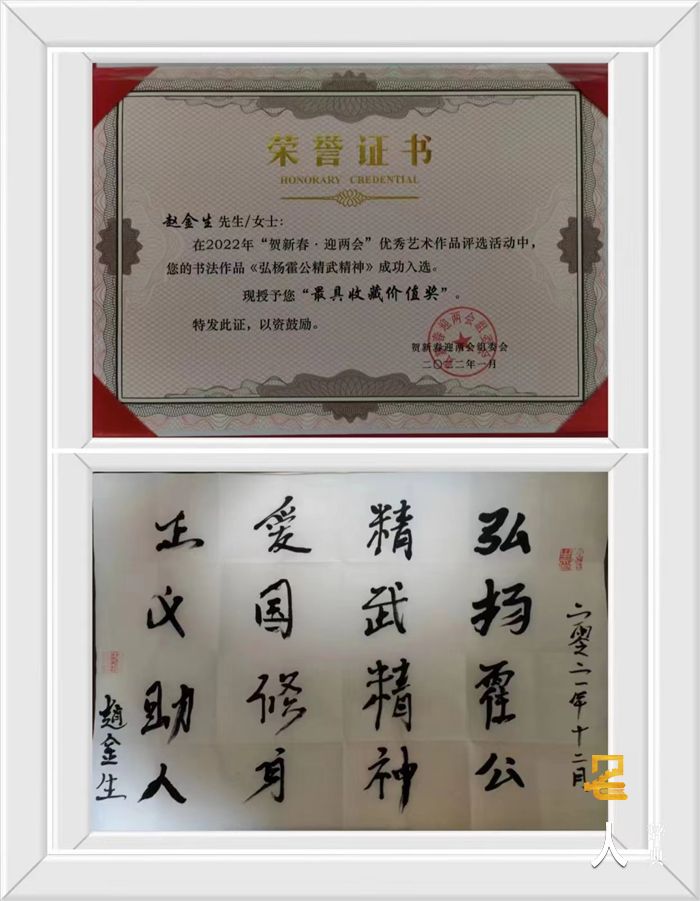 荣誉证书
HONORARY CREDENTIAL
赵金生 先生/女士:
在2022年“贺新春·迎两会”优秀艺术作品评选活动中,
您的书法作品《弘杨霍公精武精神》成功入选。
现授予您“最具收藏价值奖”。
特发此证,以资鼓励。
贺新春迎两会组委会
二〇二二年一月
二零二一年十二月
弘杨霍公
精武精神
爱国修身
正义助人
趙金生
名人